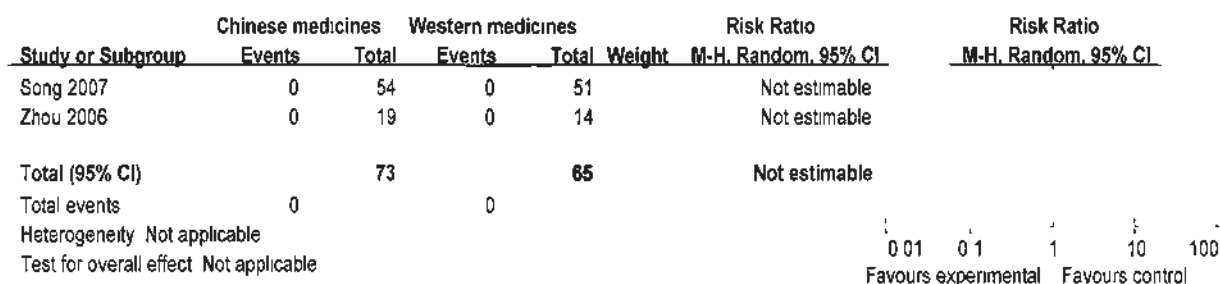 Chinese medicines Western medicines Risk Ratio Risk Ratio
Study or Subgroup Events Total Events Total Weight M-H, Random, 95% CI M-H, Random, 95% CI
Song 2007 0 54 0 51 Not estimable
Zhou 2006 0 19 0 14 Not estimable
Total (95% CI) 73 65 Not estimable
Total events 0 0
Heterogeneity Not applicable
Test for overall effect Not applicable
0 01 0 1 1 10 100
Favours experimental Favours control